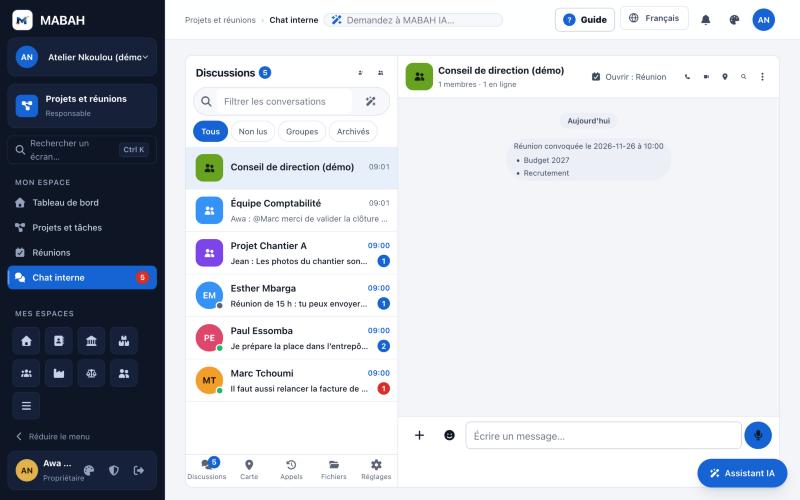 MABAH
AN Atelier Nkoulou (démc
Projets et réunions
Responsable
Rechercher un écran...
Ctrl K
MON ESPACE
Tableau de bord
Projets et tâches
Réunions
Chat interne 5
MES ESPACES
Réduire le menu
AN Awa ...
Propriétaire
Projets et réunions › Chat interne
Demandez à MABAH IA...
? Guide
Français
AN
Discussions 5
Filtrer les conversations
Tous Non lus Groupes Archivés
Conseil de direction (démo) 09:01
Équipe Comptabilité 09:01
Awa : @Marc merci de valider la clôture ...
Projet Chantier A 09:00
Jean : Les photos du chantier son... 1
EM Esther Mbarga 09:00
Réunion de 15 h : tu peux envoyer... 1
PE Paul Essomba 09:00
Je prépare la place dans l'entrepô... 2
MT Marc Tchoumi 09:00
Il faut aussi relancer la facture de ... 1
5
Discussions Carte Appels Fichiers Réglages
Conseil de direction (démo)
1 membres · 1 en ligne
Ouvrir : Réunion
Aujourd'hui
Réunion convoquée le 2026-11-26 à 10:00
• Budget 2027
• Recrutement
Écrire un message...
Assistant IA